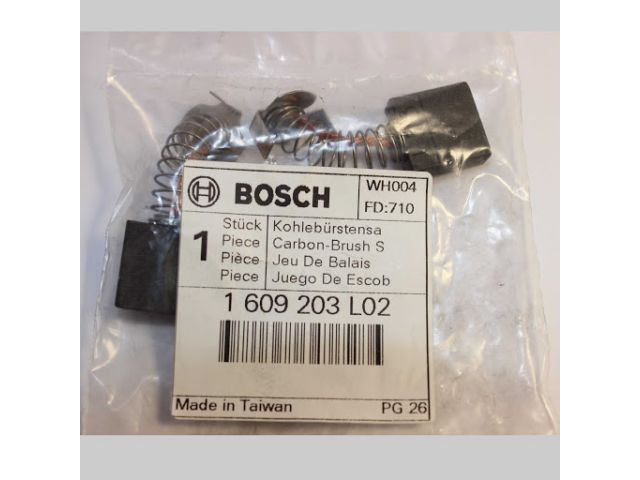 BOSCH
WH004
FD:710
1
Stück Kohlebürstensa
Piece Carbon-Brush S
Pièce Jeu De Balais
Piece Juego De Escob
1 609 203 L02
Made in Taiwan PG 26